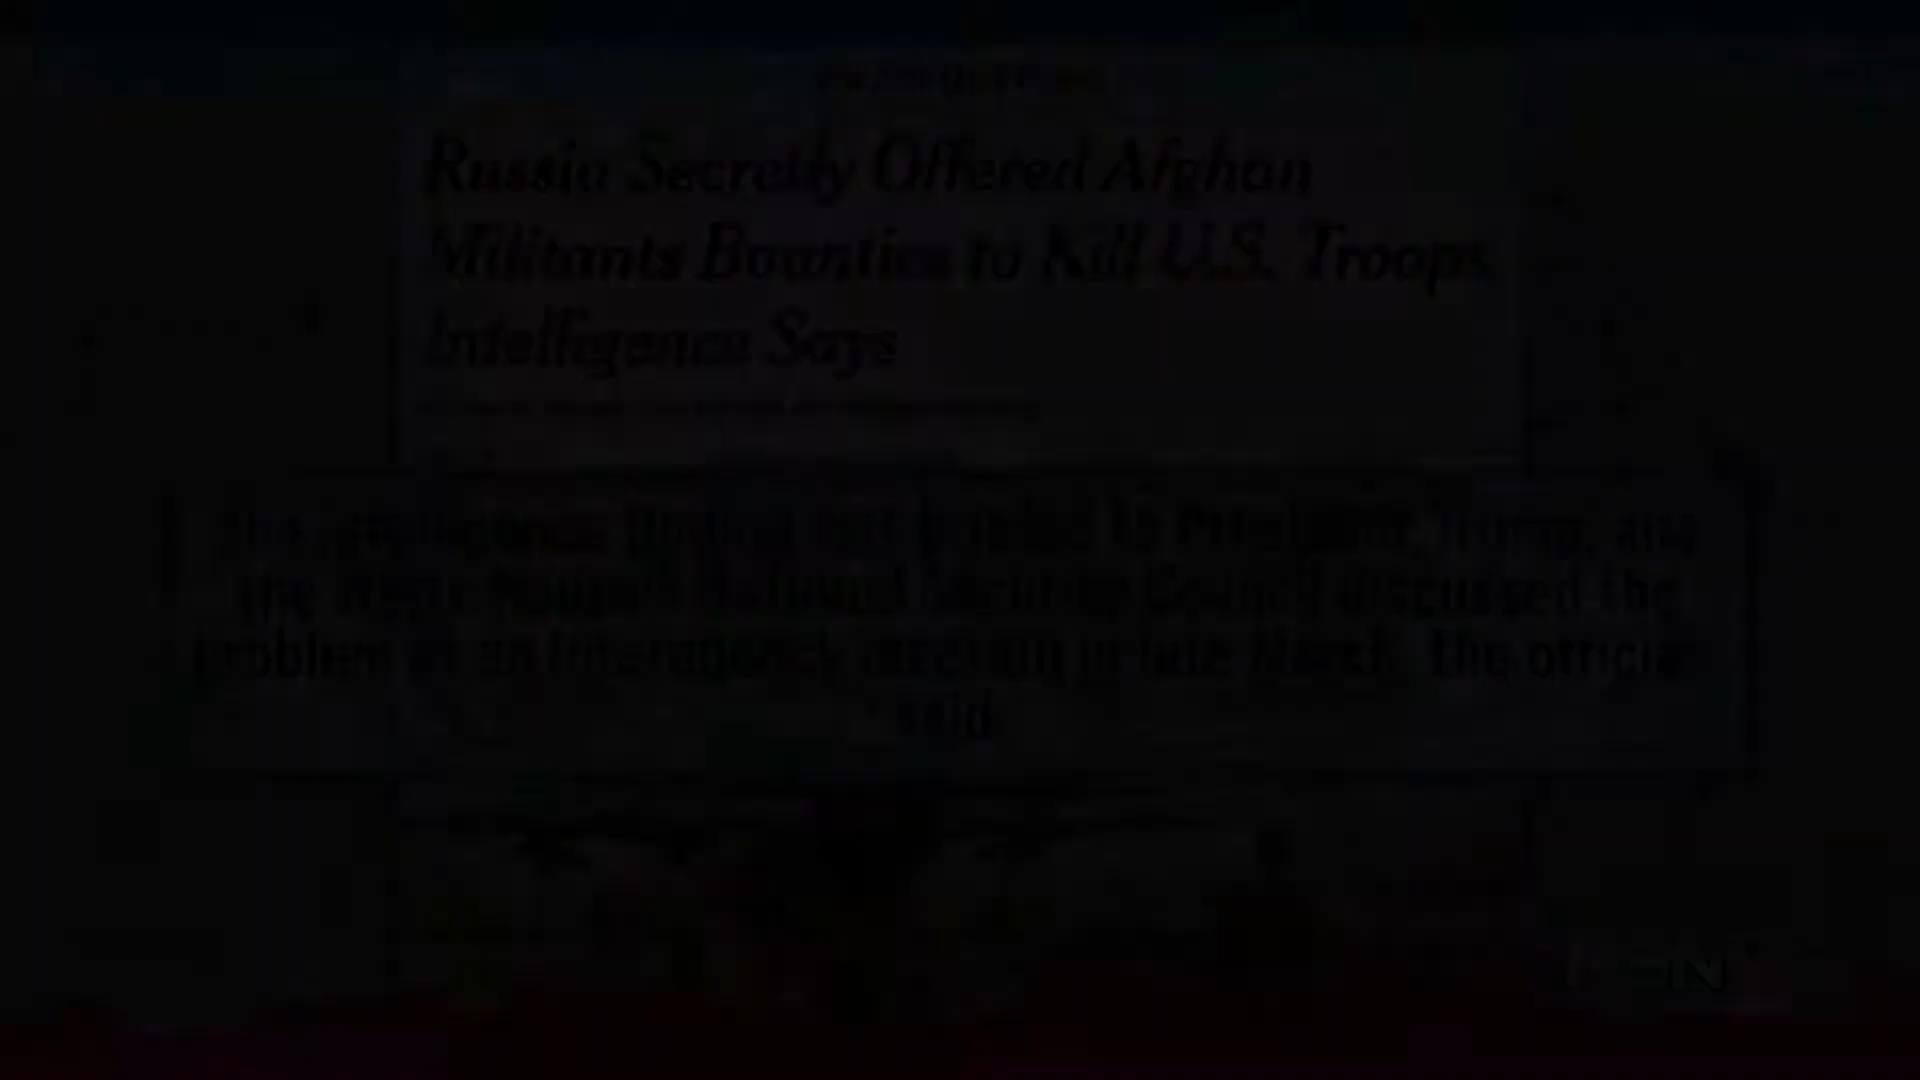 Russia Secretly Offered Afghan
Militants Bounties to Kill U.S. Troops,
Intelligence Says
The intelligence finding was briefed to President Trump, and
the White House's National Security Council discussed the
problem at an interagency meeting in late March, the official
said